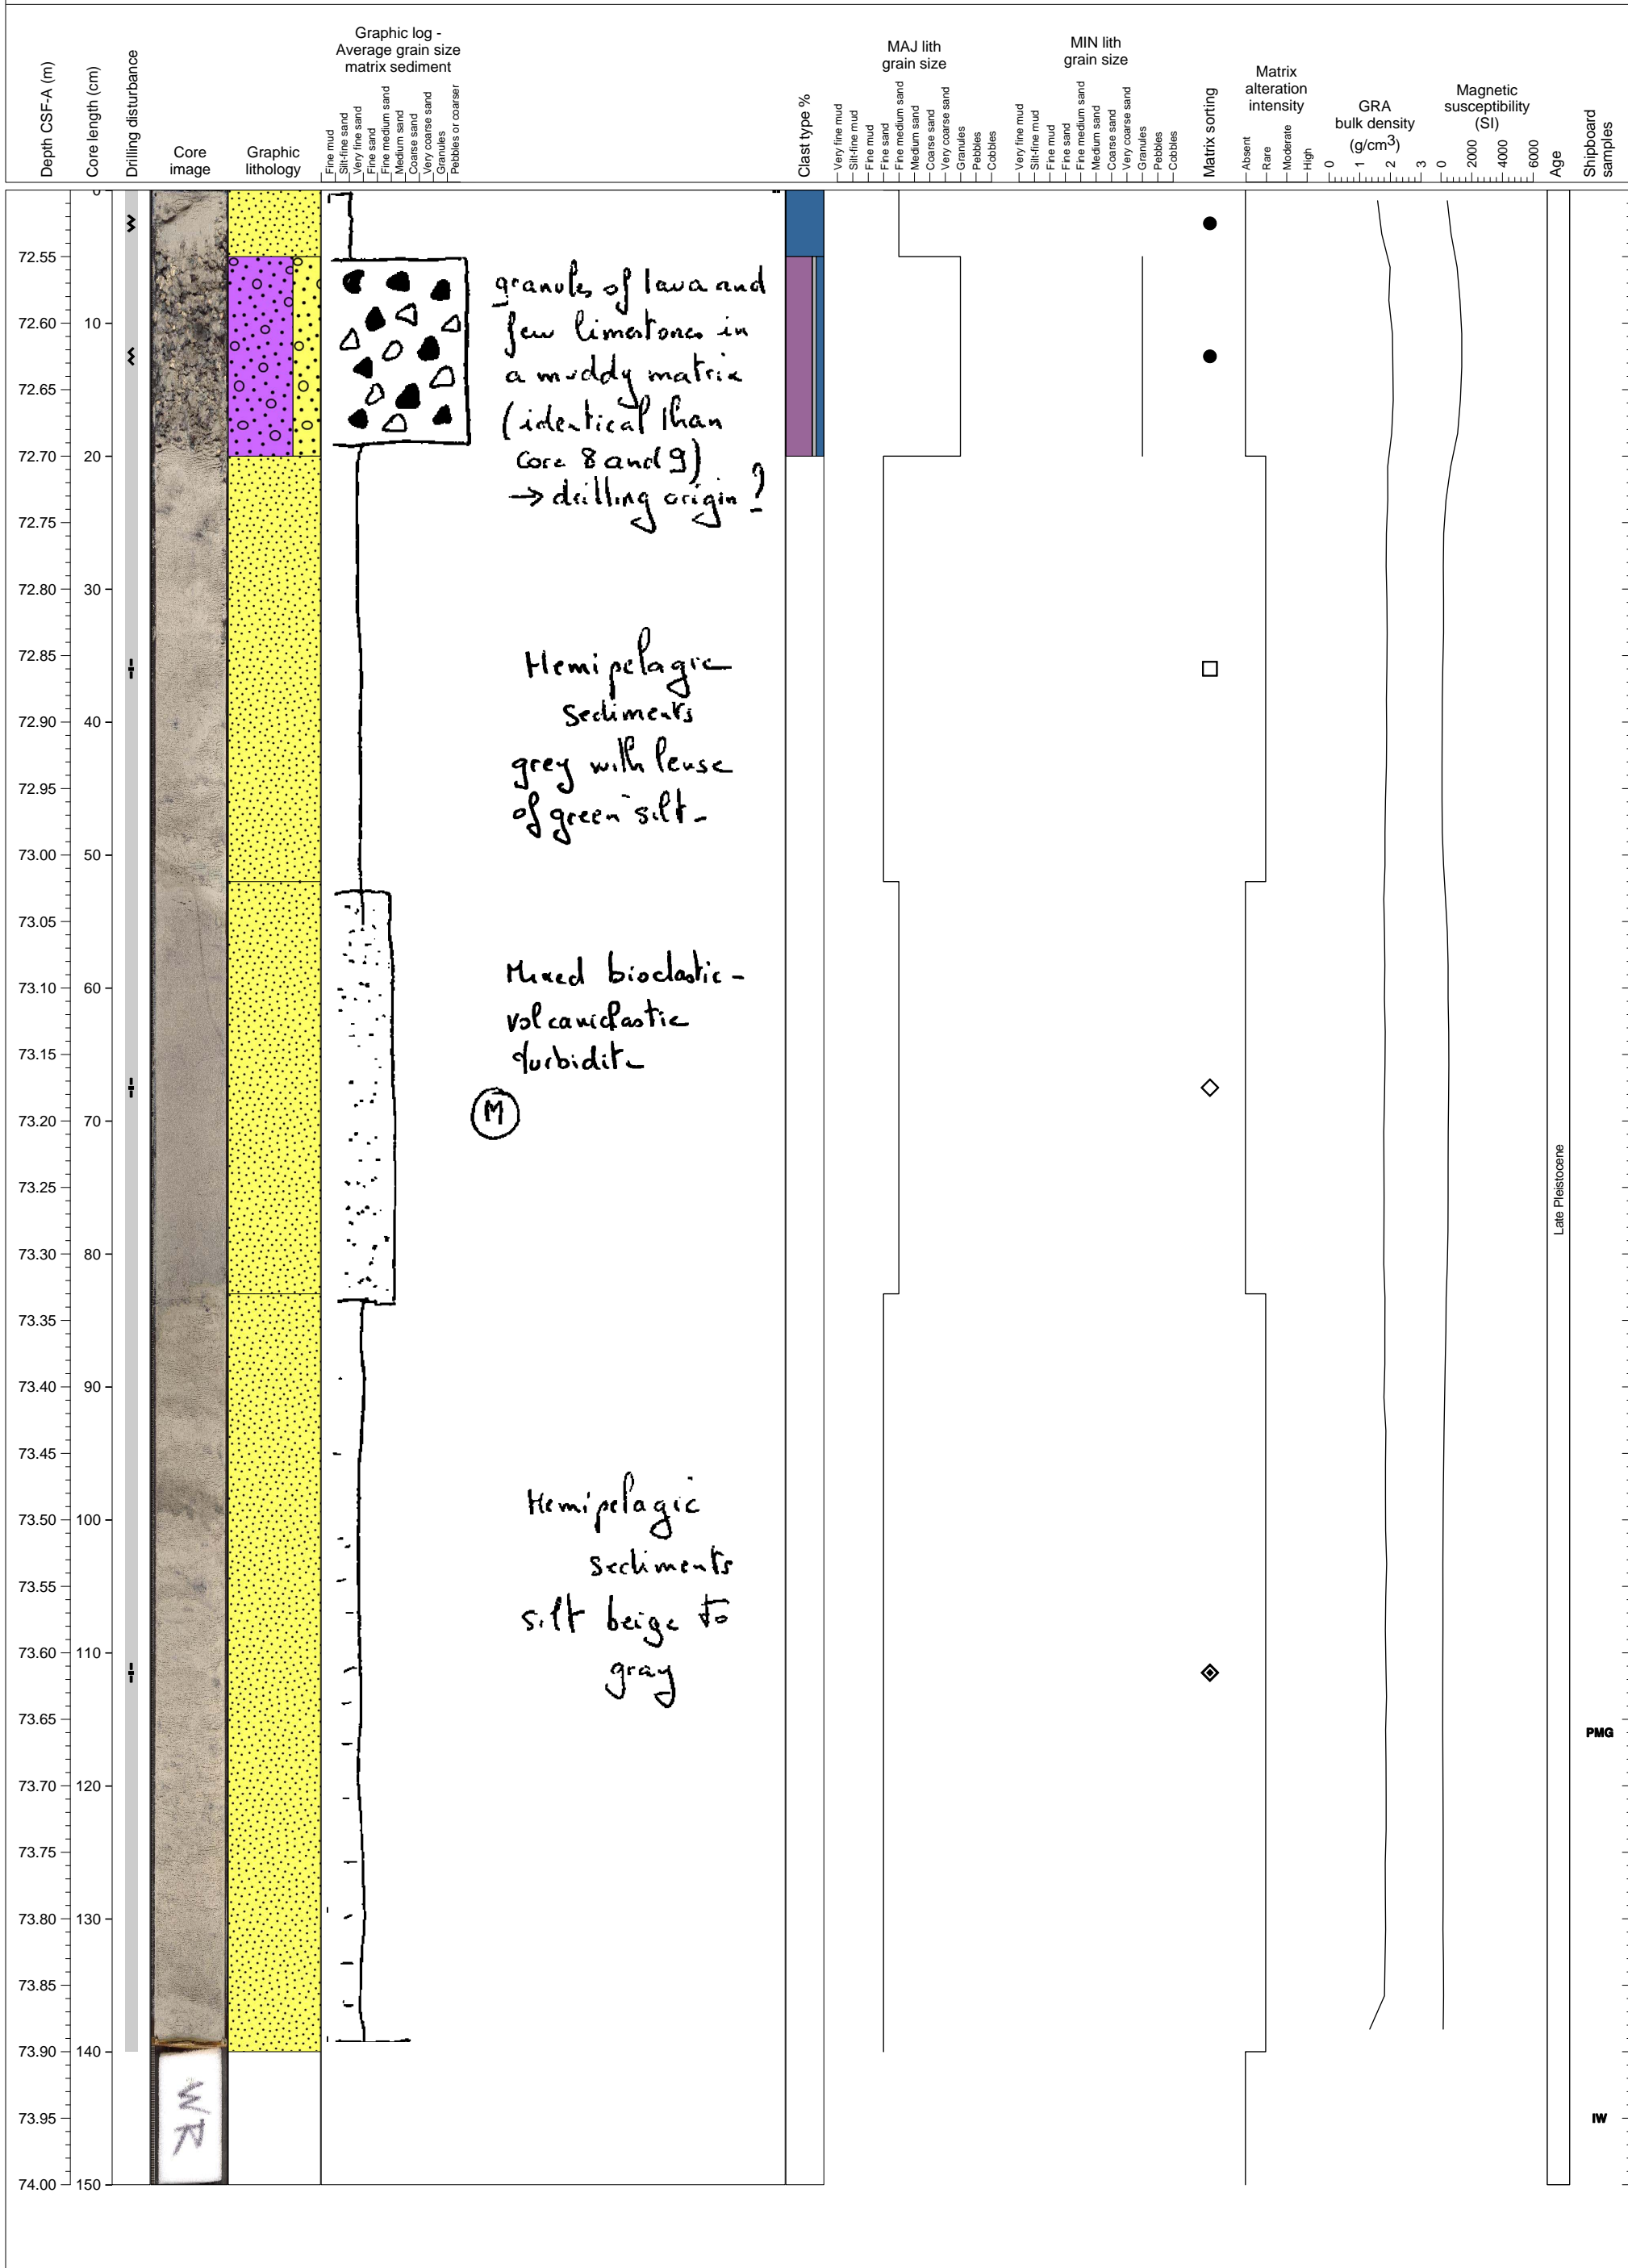 Depth CSF-A (m)
Core length (cm)
Drilling disturbance
Core
image
Graphic
lithology
Graphic log -
Average grain size
matrix sediment
Fine mud
Silt-fine sand
Very fine sand
Fine sand
Fine medium sand
Medium sand
Coarse sand
Very coarse sand
Granules
Pebbles or coarser
Clast type %
MAJ lith
grain size
Very fine mud
Silt-fine mud
Fine mud
Fine sand
Fine medium sand
Medium sand
Coarse sand
Very coarse sand
Granules
Pebbles
Cobbles
MIN lith
grain size
Very fine mud
Silt-fine mud
Fine mud
Fine sand
Fine medium sand
Medium sand
Coarse sand
Very coarse sand
Granules
Pebbles
Cobbles
Matrix sorting
Matrix
alteration
intensity
Absent
Rare
Moderate
High
GRA
bulk density
(g/cm3)
0 1 2 3
Magnetic
susceptibility
(SI)
0 2000 4000 6000
Age
Shipboard
samples
0
72.55
72.60 10
72.65
72.70 20
72.75
72.80 30
72.85
72.90 40
72.95
73.00 50
73.05
73.10 60
73.15
73.20 70
73.25
73.30 80
73.35
73.40 90
73.45
73.50 100
73.55
73.60 110
73.65
73.70 120
73.75
73.80 130
73.85
73.90 140
73.95
74.00 150
granules of lava and
few limestones in
a muddy matrix
(identical than
core 8 and 9)
→ drilling origin ?
Hemipelagic
sediments
grey with lense
of green silt-
Mixed bioclastic-
volcaniclastic
turbidite
M
Hemipelagic
sediments
silt beige to
gray
WR
Late Pleistocene
PMG
IW